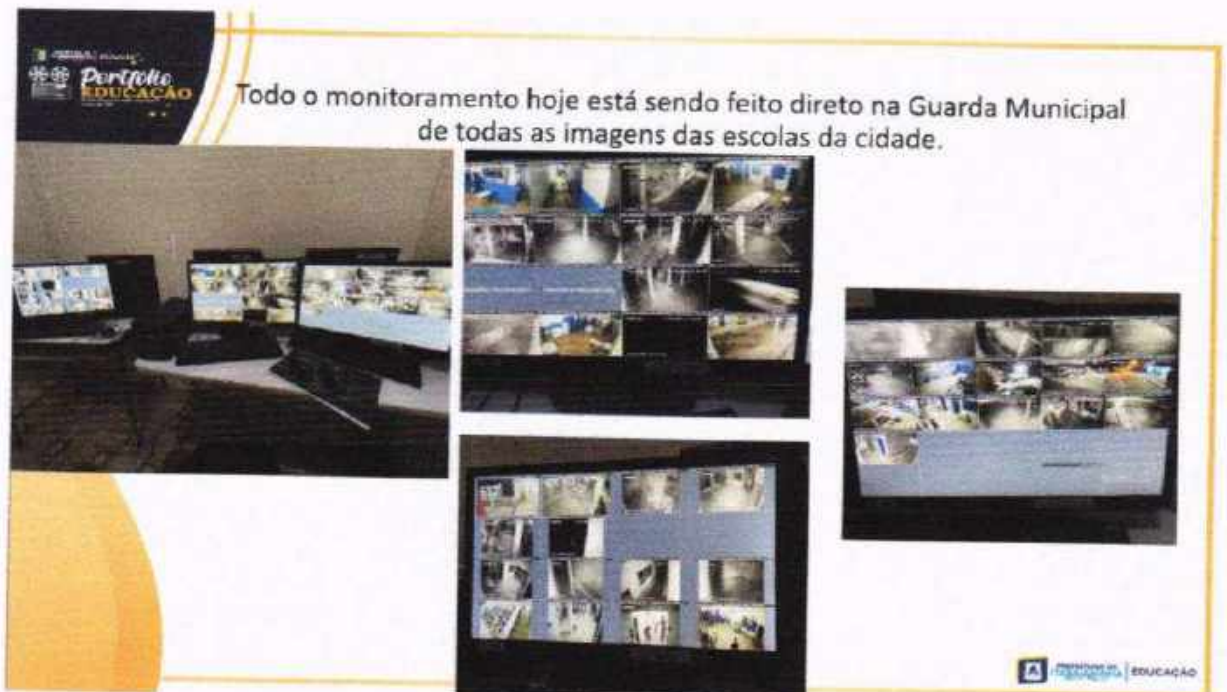 Portfólio
EDUCAÇÃO
Todo o monitoramento hoje está sendo feito direto na Guarda Municipal
de todas as imagens das escolas da cidade.
EDUCAÇÃO